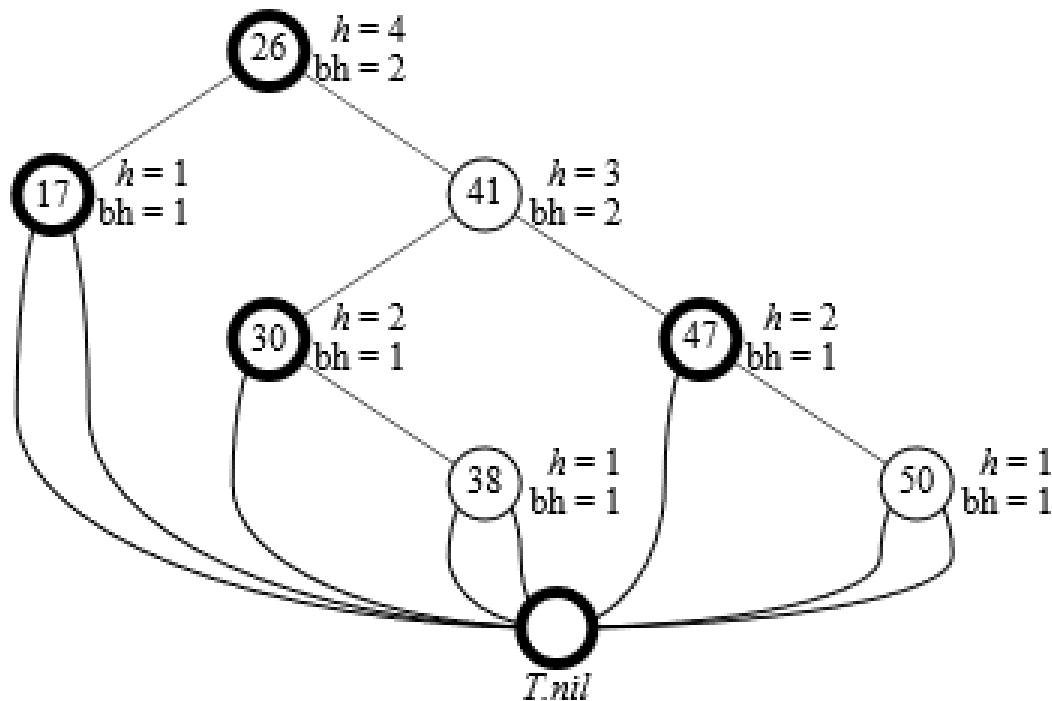 26
h = 4
bh = 2
17
h = 1
bh = 1
41
h = 3
bh = 2
30
h = 2
bh = 1
47
h = 2
bh = 1
38
h = 1
bh = 1
50
h = 1
bh = 1
T.nil